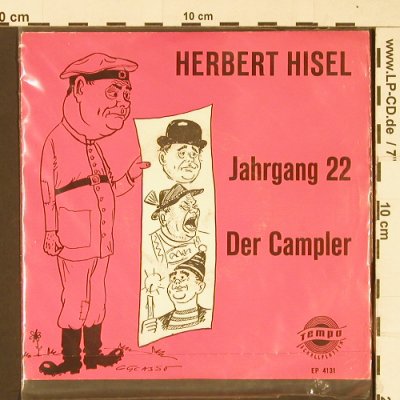 0 cm
10 cm
HERBERT HISEL
Jahrgang 22
Der Campler
Tempo
EP 4131
www.LP-CD.de / 7"
10 cm